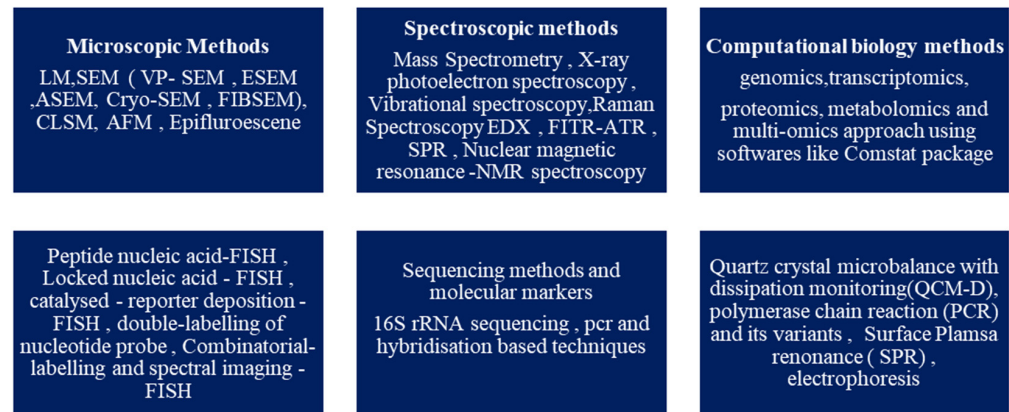 Microscopic Methods
LM,SEM ( VP- SEM , ESEM
,ASEM, Cryo-SEM , FIBSEM),
CLSM, AFM , Epifluroescene
Spectroscopic methods
Mass Spectrometry , X-ray
photoelectron spectroscopy ,
Vibrational spectroscopy,Raman
Spectroscopy EDX , FITR-ATR ,
SPR , Nuclear magnetic
resonance -NMR spectroscopy
Computational biology methods
genomics,transcriptomics,
proteomics, metabolomics and
multi-omics approach using
softwares like Comstat package
Peptide nucleic acid-FISH ,
Locked nucleic acid - FISH ,
catalysed - reporter deposition -
FISH , double-labelling of
nucleotide probe , Combinatorial-
labelling and spectral imaging -
FISH
Sequencing methods and
molecular markers
16S rRNA sequencing , pcr and
hybridisation based techniques
Quartz crystal microbalance with
dissipation monitoring(QCM-D),
polymerase chain reaction (PCR)
and its variants ,  Surface Plamsa
renonance ( SPR) ,
electrophoresis